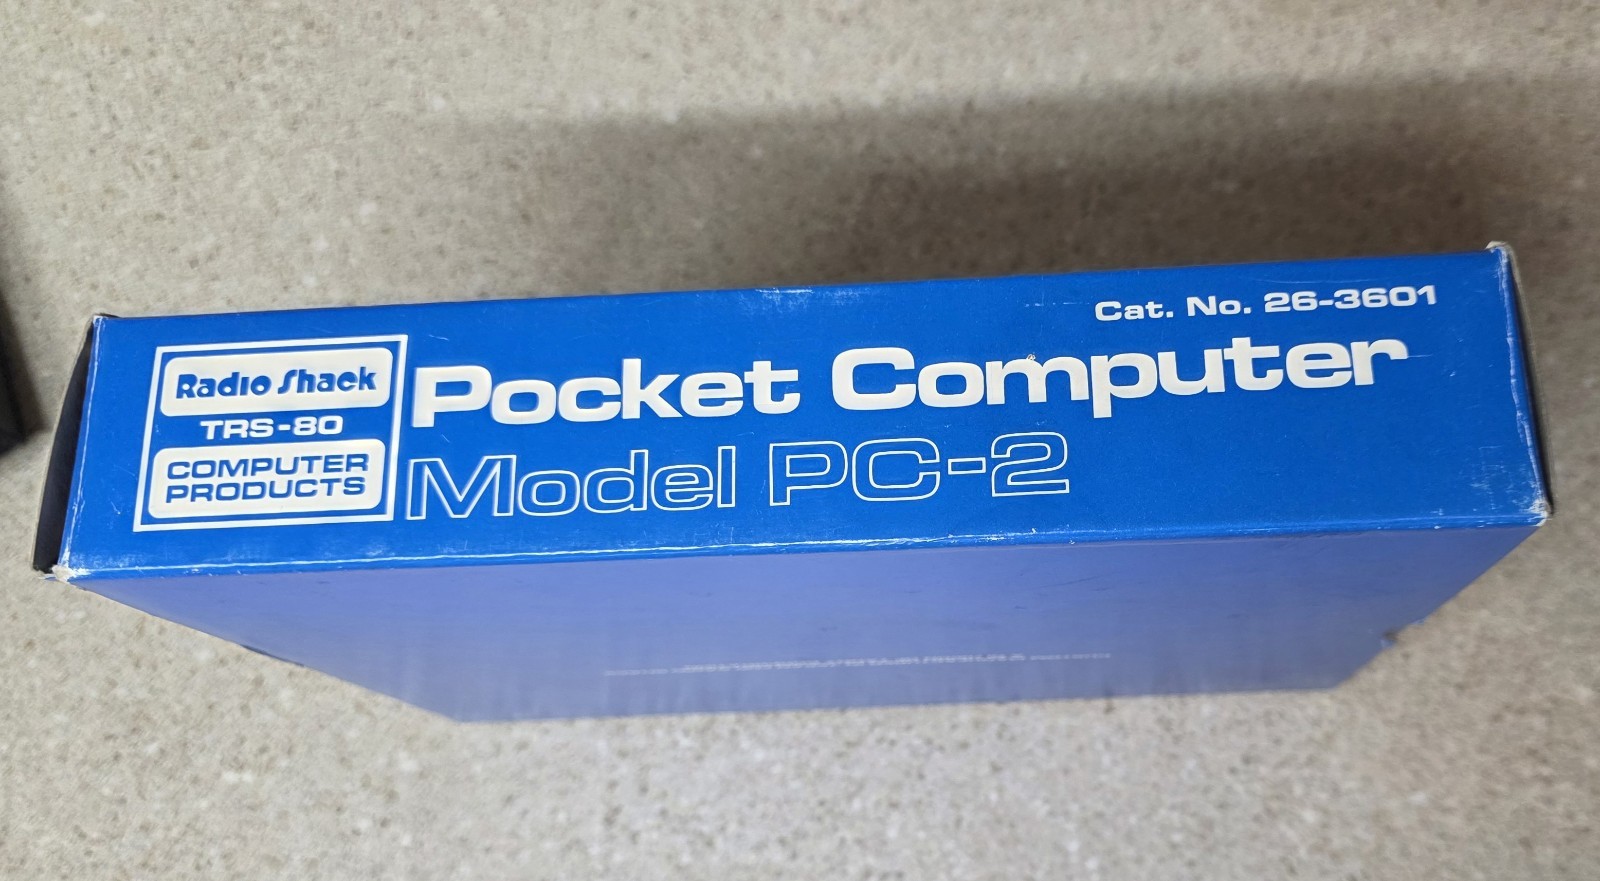 Cat. No. 26-3601
Radio Shack
TRS-80
COMPUTER
PRODUCTS
Pocket Computer
Model PC-2